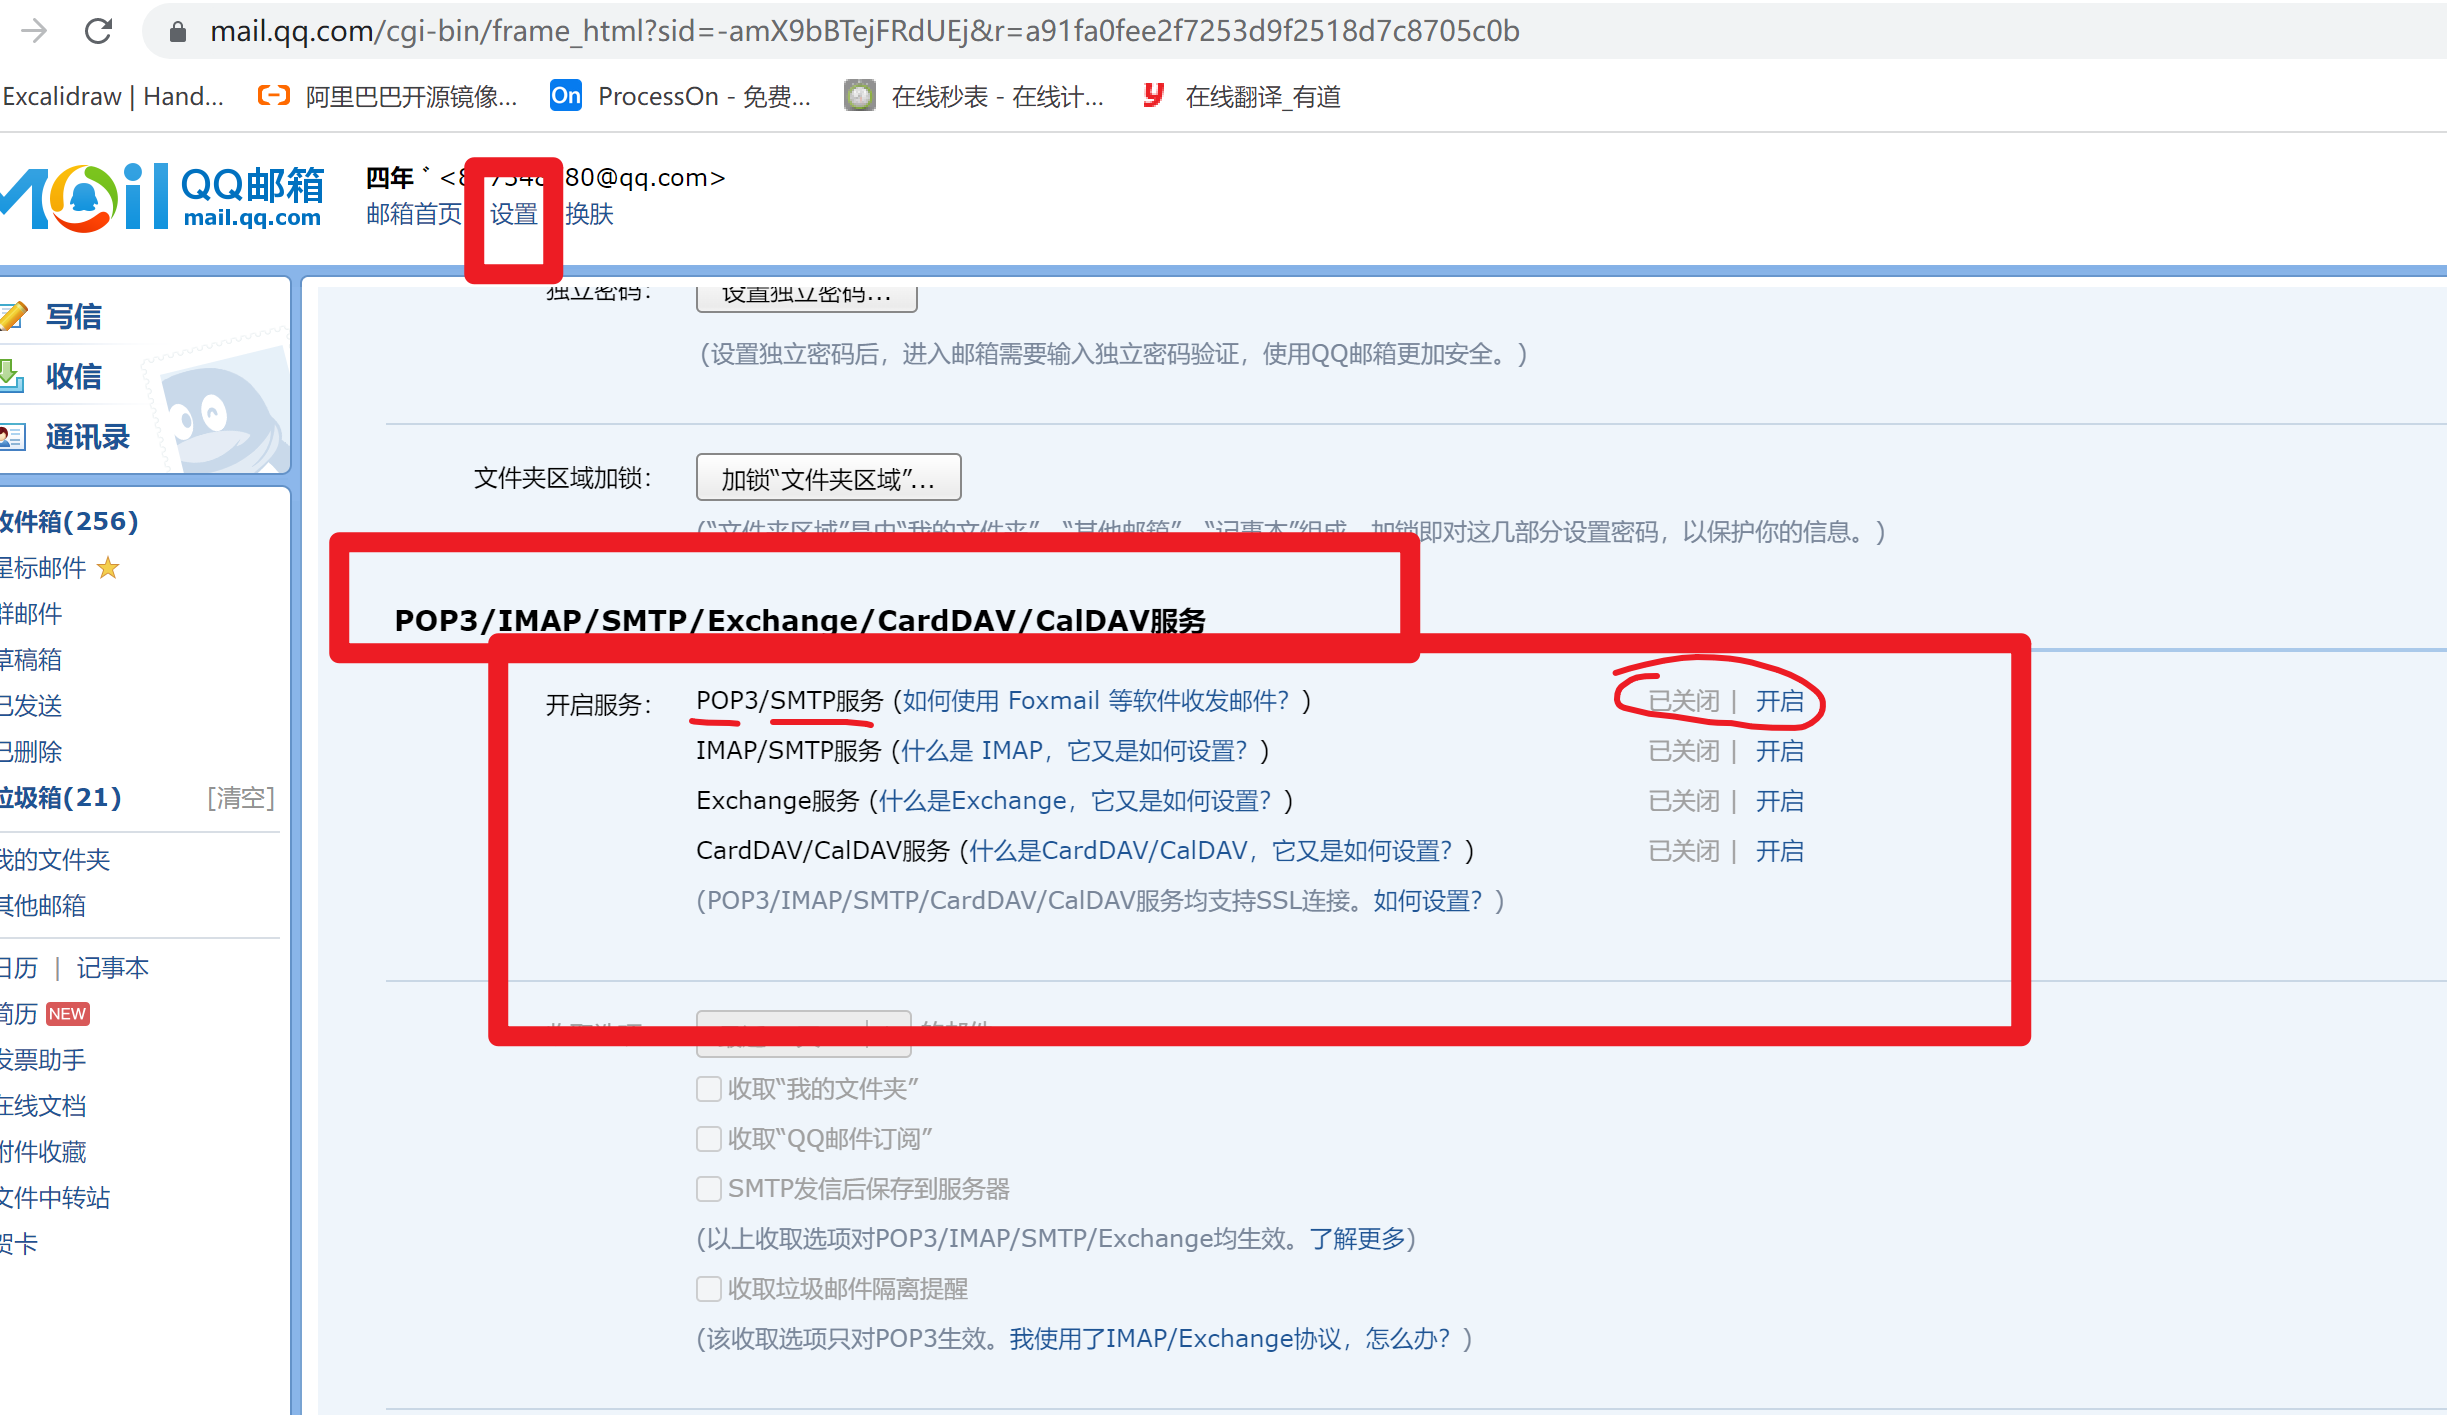 mail.qq.com/cgi-bin/frame_html?sid=-amX9bBTejFRdUEj&r=a91fa0fee2f7253d9f2518d7c8705c0b
Excalidraw | Hand... 阿里巴巴开源镜像... On ProcessOn - 免费... 在线秒表 - 在线计... 在线翻译_有道
Mail QQ邮箱
mail.qq.com
四年 80@qq.com>
邮箱首页 设置 换肤
写信
收信
通讯录
收件箱(256)
星标邮件
群邮件
草稿箱
已发送
已删除
垃圾箱(21) [清空]
我的文件夹
其他邮箱
日历 | 记事本
简历 NEW
发票助手
在线文档
附件收藏
文件中转站
贺卡
独立密码： 设置独立密码...
(设置独立密码后，进入邮箱需要输入独立密码验证，使用QQ邮箱更加安全。)
文件夹区域加锁： 加锁“文件夹区域”...
(“文件夹区域”是由“我的文件夹”、“其他邮箱”、“记事本”组成。加锁即对这几部分设置密码，以保护你的信息。)
POP3/IMAP/SMTP/Exchange/CardDAV/CalDAV服务
开启服务： POP3/SMTP服务 (如何使用 Foxmail 等软件收发邮件？) 已关闭 | 开启
IMAP/SMTP服务 (什么是 IMAP，它又是如何设置？) 已关闭 | 开启
Exchange服务 (什么是Exchange，它又是如何设置？) 已关闭 | 开启
CardDAV/CalDAV服务 (什么是CardDAV/CalDAV，它又是如何设置？) 已关闭 | 开启
(POP3/IMAP/SMTP/CardDAV/CalDAV服务均支持SSL连接。如何设置？)
收取“我的文件夹”
收取“QQ邮件订阅”
SMTP发信后保存到服务器
(以上收取选项对POP3/IMAP/SMTP/Exchange均生效。了解更多)
收取垃圾邮件隔离提醒
(该收取选项只对POP3生效。我使用了IMAP/Exchange协议，怎么办？)